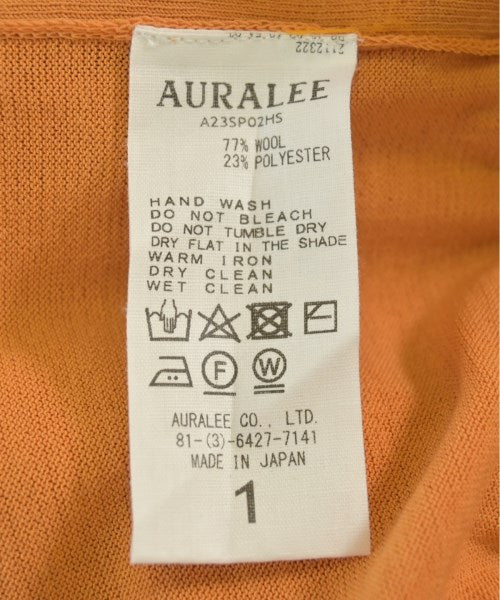 2112322
AURALEE
A23SP02HS
77% WOOL
23% POLYESTER
HAND WASH
DO NOT BLEACH
DO NOT TUMBLE DRY
DRY FLAT IN THE SHADE
WARM IRON
DRY CLEAN
WET CLEAN
F W
AURALEE CO., LTD.
81-(3)-6427-7141
MADE IN JAPAN
1